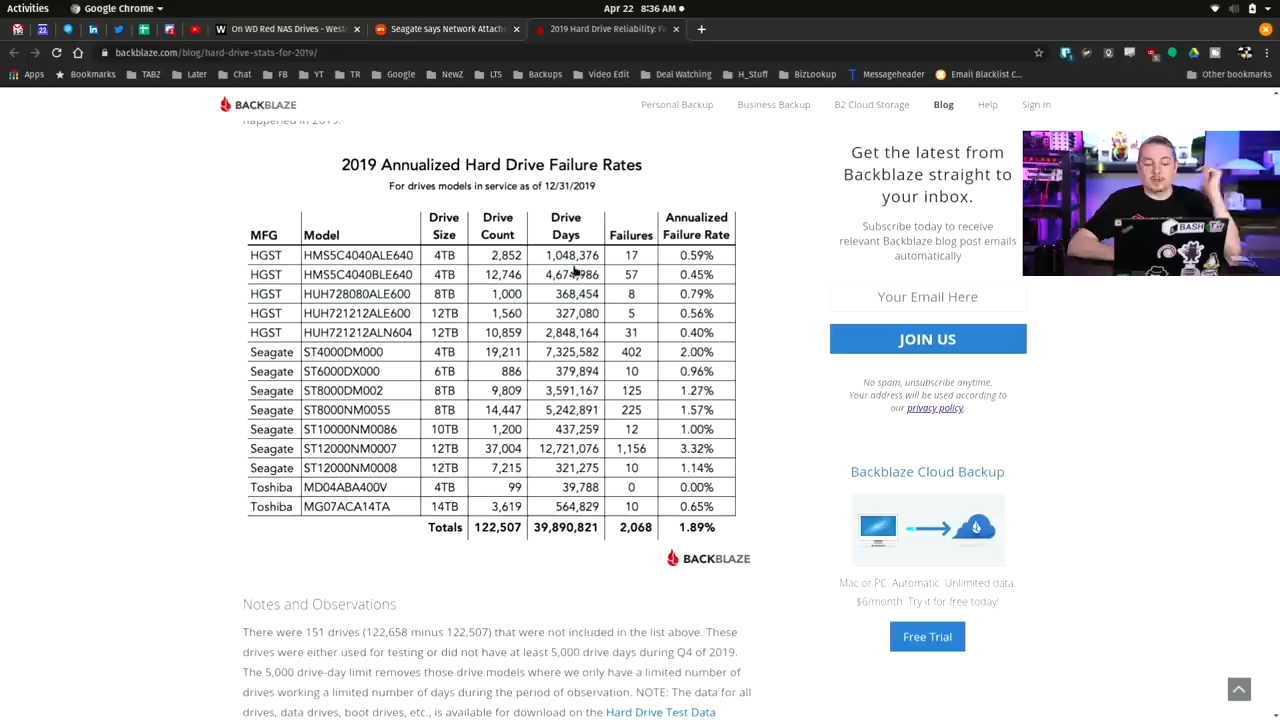 Activities
Google Chrome
Apr 22 8:36 AM
On WD Red NAS Drives - West
Seagate says Network Attach
2019 Hard Drive Reliability: F
backblaze.com/blog/hard-drive-stats-for-2019/
Apps
Bookmarks
TABZ
Later
Chat
FB
YT
TR
Google
NewZ
LTS
Backups
Video Edit
Deal Watching
H_Stuff
BizLookup
Messageheader
Email Blacklist C...
Other bookmarks
BACKBLAZE
Personal Backup
Business Backup
B2 Cloud Storage
Blog
Help
Sign In
happened in 2019.
2019 Annualized Hard Drive Failure Rates
For drives models in service as of 12/31/2019
MFG Model Drive Size Drive Count Drive Days Failures Annualized Failure Rate
HGST HMS5C4040ALE640 4TB 2,852 1,048,376 17 0.59%
HGST HMS5C4040BLE640 4TB 12,746 986 57 0.45%
HGST HUH728080ALE600 8TB 1,000 368,454 8 0.79%
HGST HUH721212ALE600 12TB 1,560 327,080 5 0.56%
HGST HUH721212ALN604 12TB 10,859 2,848,164 31 0.40%
Seagate ST4000DM000 4TB 19,211 7,325,582 402 2.00%
Seagate ST6000DX000 6TB 886 379,894 10 0.96%
Seagate ST8000DM002 8TB 9,809 3,591,167 125 1.27%
Seagate ST8000NM0055 8TB 14,447 5,242,891 225 1.57%
Seagate ST10000NM0086 10TB 1,200 437,259 12 1.00%
Seagate ST12000NM0007 12TB 37,004 12,721,076 1,156 3.32%
Seagate ST12000NM0008 12TB 7,215 321,275 10 1.14%
Toshiba MD04ABA400V 4TB 99 39,788 0 0.00%
Toshiba MG07ACA14TA 14TB 3,619 564,829 10 0.65%
Totals 122,507 39,890,821 2,068 1.89%
BACKBLAZE
Notes and Observations
There were 151 drives (122,658 minus 122,507) that were not included in the list above. These
drives were either used for testing or did not have at least 5,000 drive days during Q4 of 2019.
The 5,000 drive-day limit removes those drive models where we only have a limited number of
drives working a limited number of days during the period of observation. NOTE: The data for all
drives, data drives, boot drives, etc., is available for download on the Hard Drive Test Data
Get the latest from
Backblaze straight to
your inbox.
Subscribe today to receive
relevant Backblaze blog post emails
automatically
Your Email Here
JOIN US
No spam, unsubscribe anytime.
Your address will be used according to
our privacy policy.
Backblaze Cloud Backup
Mac or PC. Automatic. Unlimited data.
$6/month. Try it for free today!
Free Trial
BASH